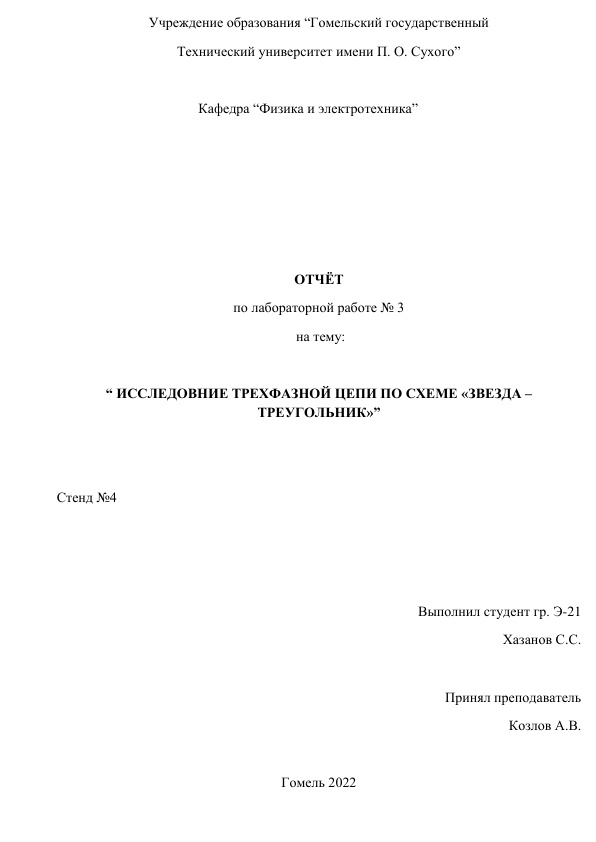 Учреждение образования “Гомельский государственный
Технический университет имени П. О. Сухого”
Кафедра “Физика и электротехника”
ОТЧЁТ
по лабораторной работе № 3
на тему:
“ ИССЛЕДОВНИЕ ТРЕХФАЗНОЙ ЦЕПИ ПО СХЕМЕ «ЗВЕЗДА –
ТРЕУГОЛЬНИК»”
Стенд №4
Выполнил студент гр. Э-21
Хазанов С.С.
Принял преподаватель
Козлов А.В.
Гомель 2022